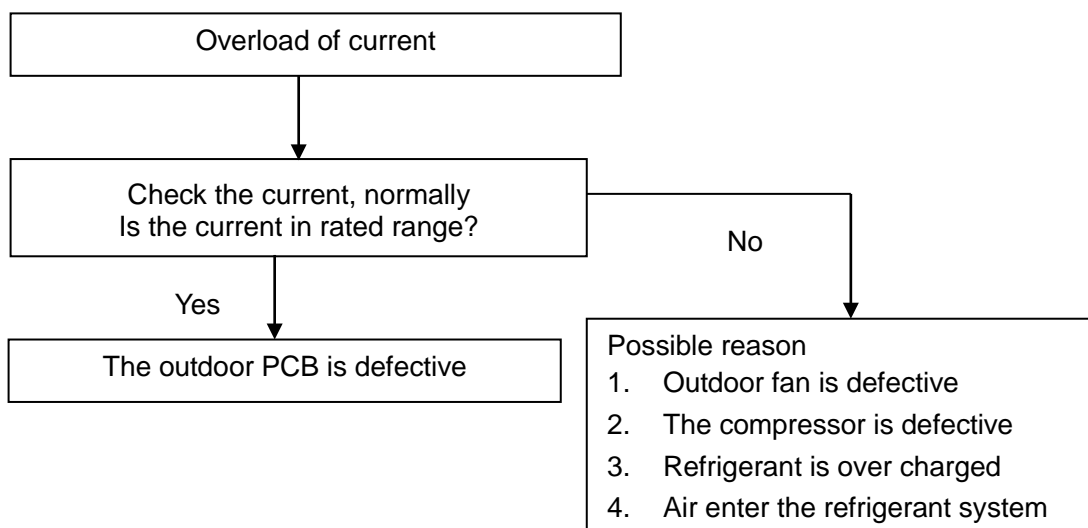 Overload of current
Check the current, normally
Is the current in rated range?
No
Yes
The outdoor PCB is defective
Possible reason
1. Outdoor fan is defective
2. The compressor is defective
3. Refrigerant is over charged
4. Air enter the refrigerant system